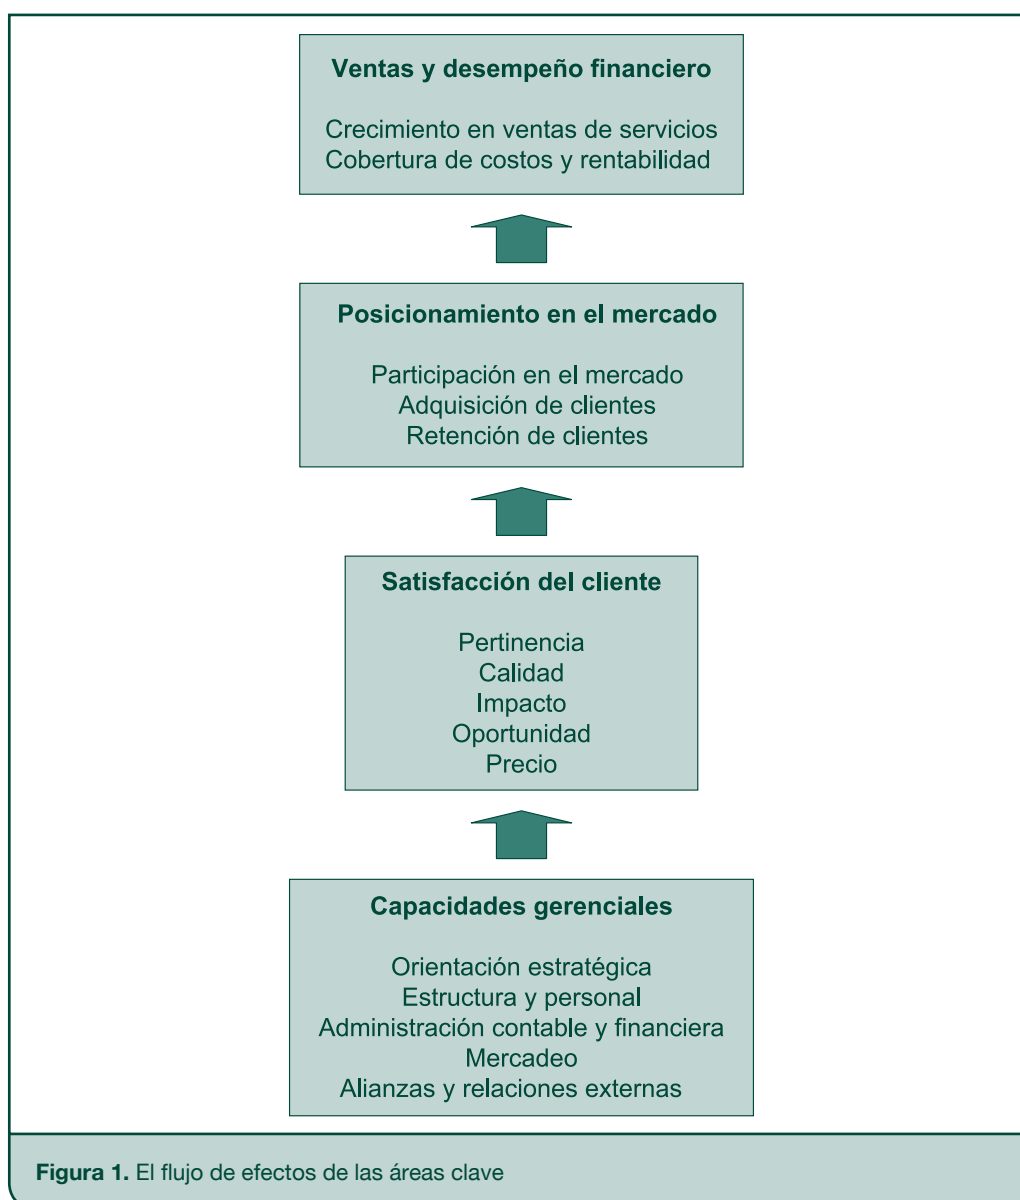 Ventas y desempeño financiero
Crecimiento en ventas de servicios
Cobertura de costos y rentabilidad
Posicionamiento en el mercado
Participación en el mercado
Adquisición de clientes
Retención de clientes
Satisfacción del cliente
Pertinencia
Calidad
Impacto
Oportunidad
Precio
Capacidades gerenciales
Orientación estratégica
Estructura y personal
Administración contable y financiera
Mercadeo
Alianzas y relaciones externas
Figura 1. El flujo de efectos de las áreas clave